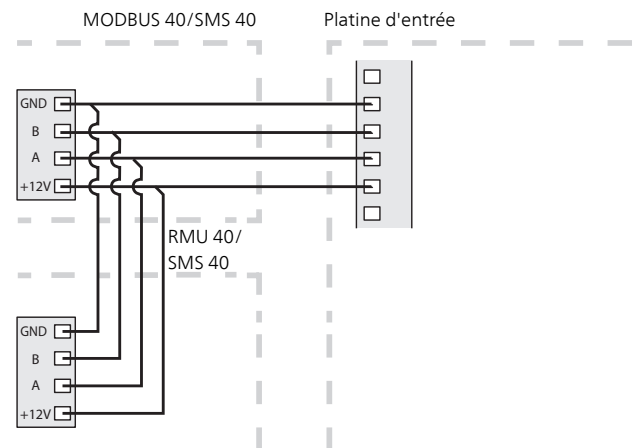 MODBUS 40/SMS 40
Platine d'entrée
GND
B
A
+12V
RMU 40/
SMS 40
GND
B
A
+12V